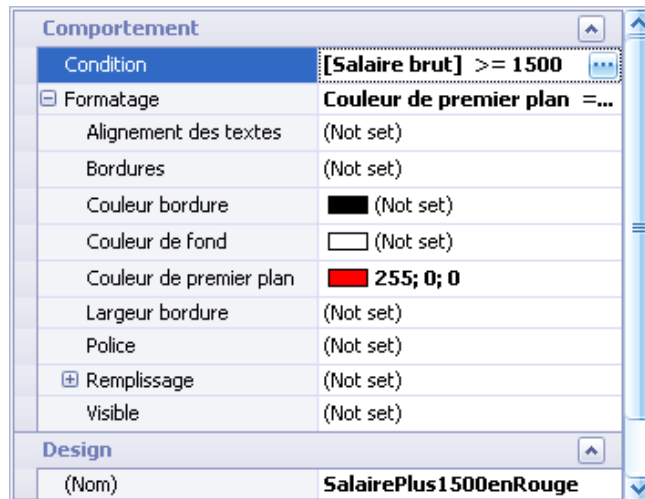 Comportement
Condition [Salaire brut] >= 1500 ...
Formatage Couleur de premier plan =...
Alignement des textes (Not set)
Bordures (Not set)
Couleur bordure (Not set)
Couleur de fond (Not set)
Couleur de premier plan 255; 0; 0
Largeur bordure (Not set)
Police (Not set)
Remplissage (Not set)
Visible (Not set)
Design
(Nom) SalairePlus1500enRouge